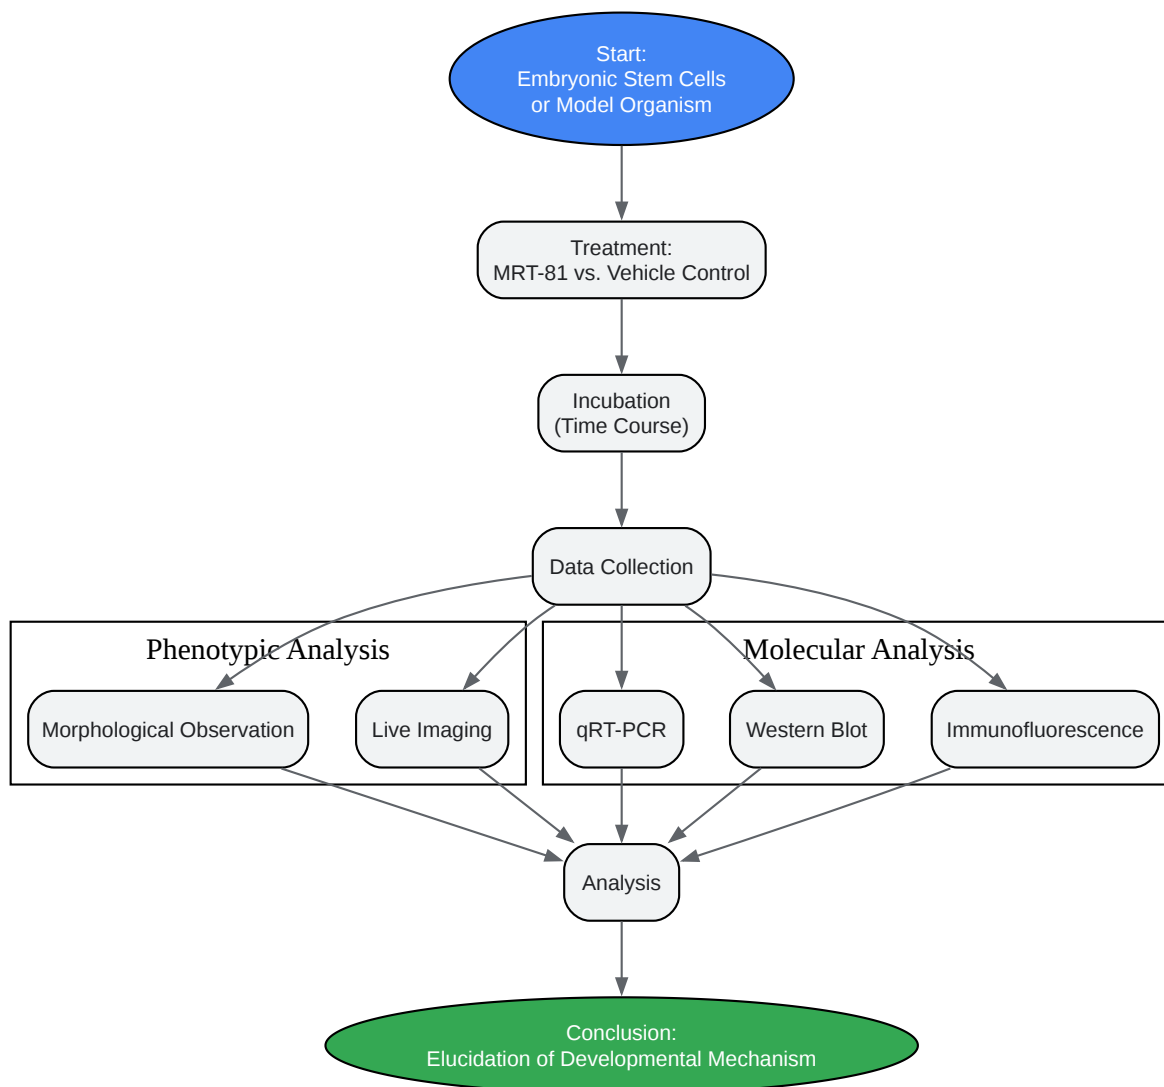 Start:
Embryonic Stem Cells
or Model Organism
Treatment:
MRT-81 vs. Vehicle Control
Incubation
(Time Course)
Data Collection
Phenotypic Analysis
Molecular Analysis
Morphological Observation
Live Imaging
qRT-PCR
Western Blot
Immunofluorescence
Analysis
Conclusion:
Elucidation of Developmental Mechanism